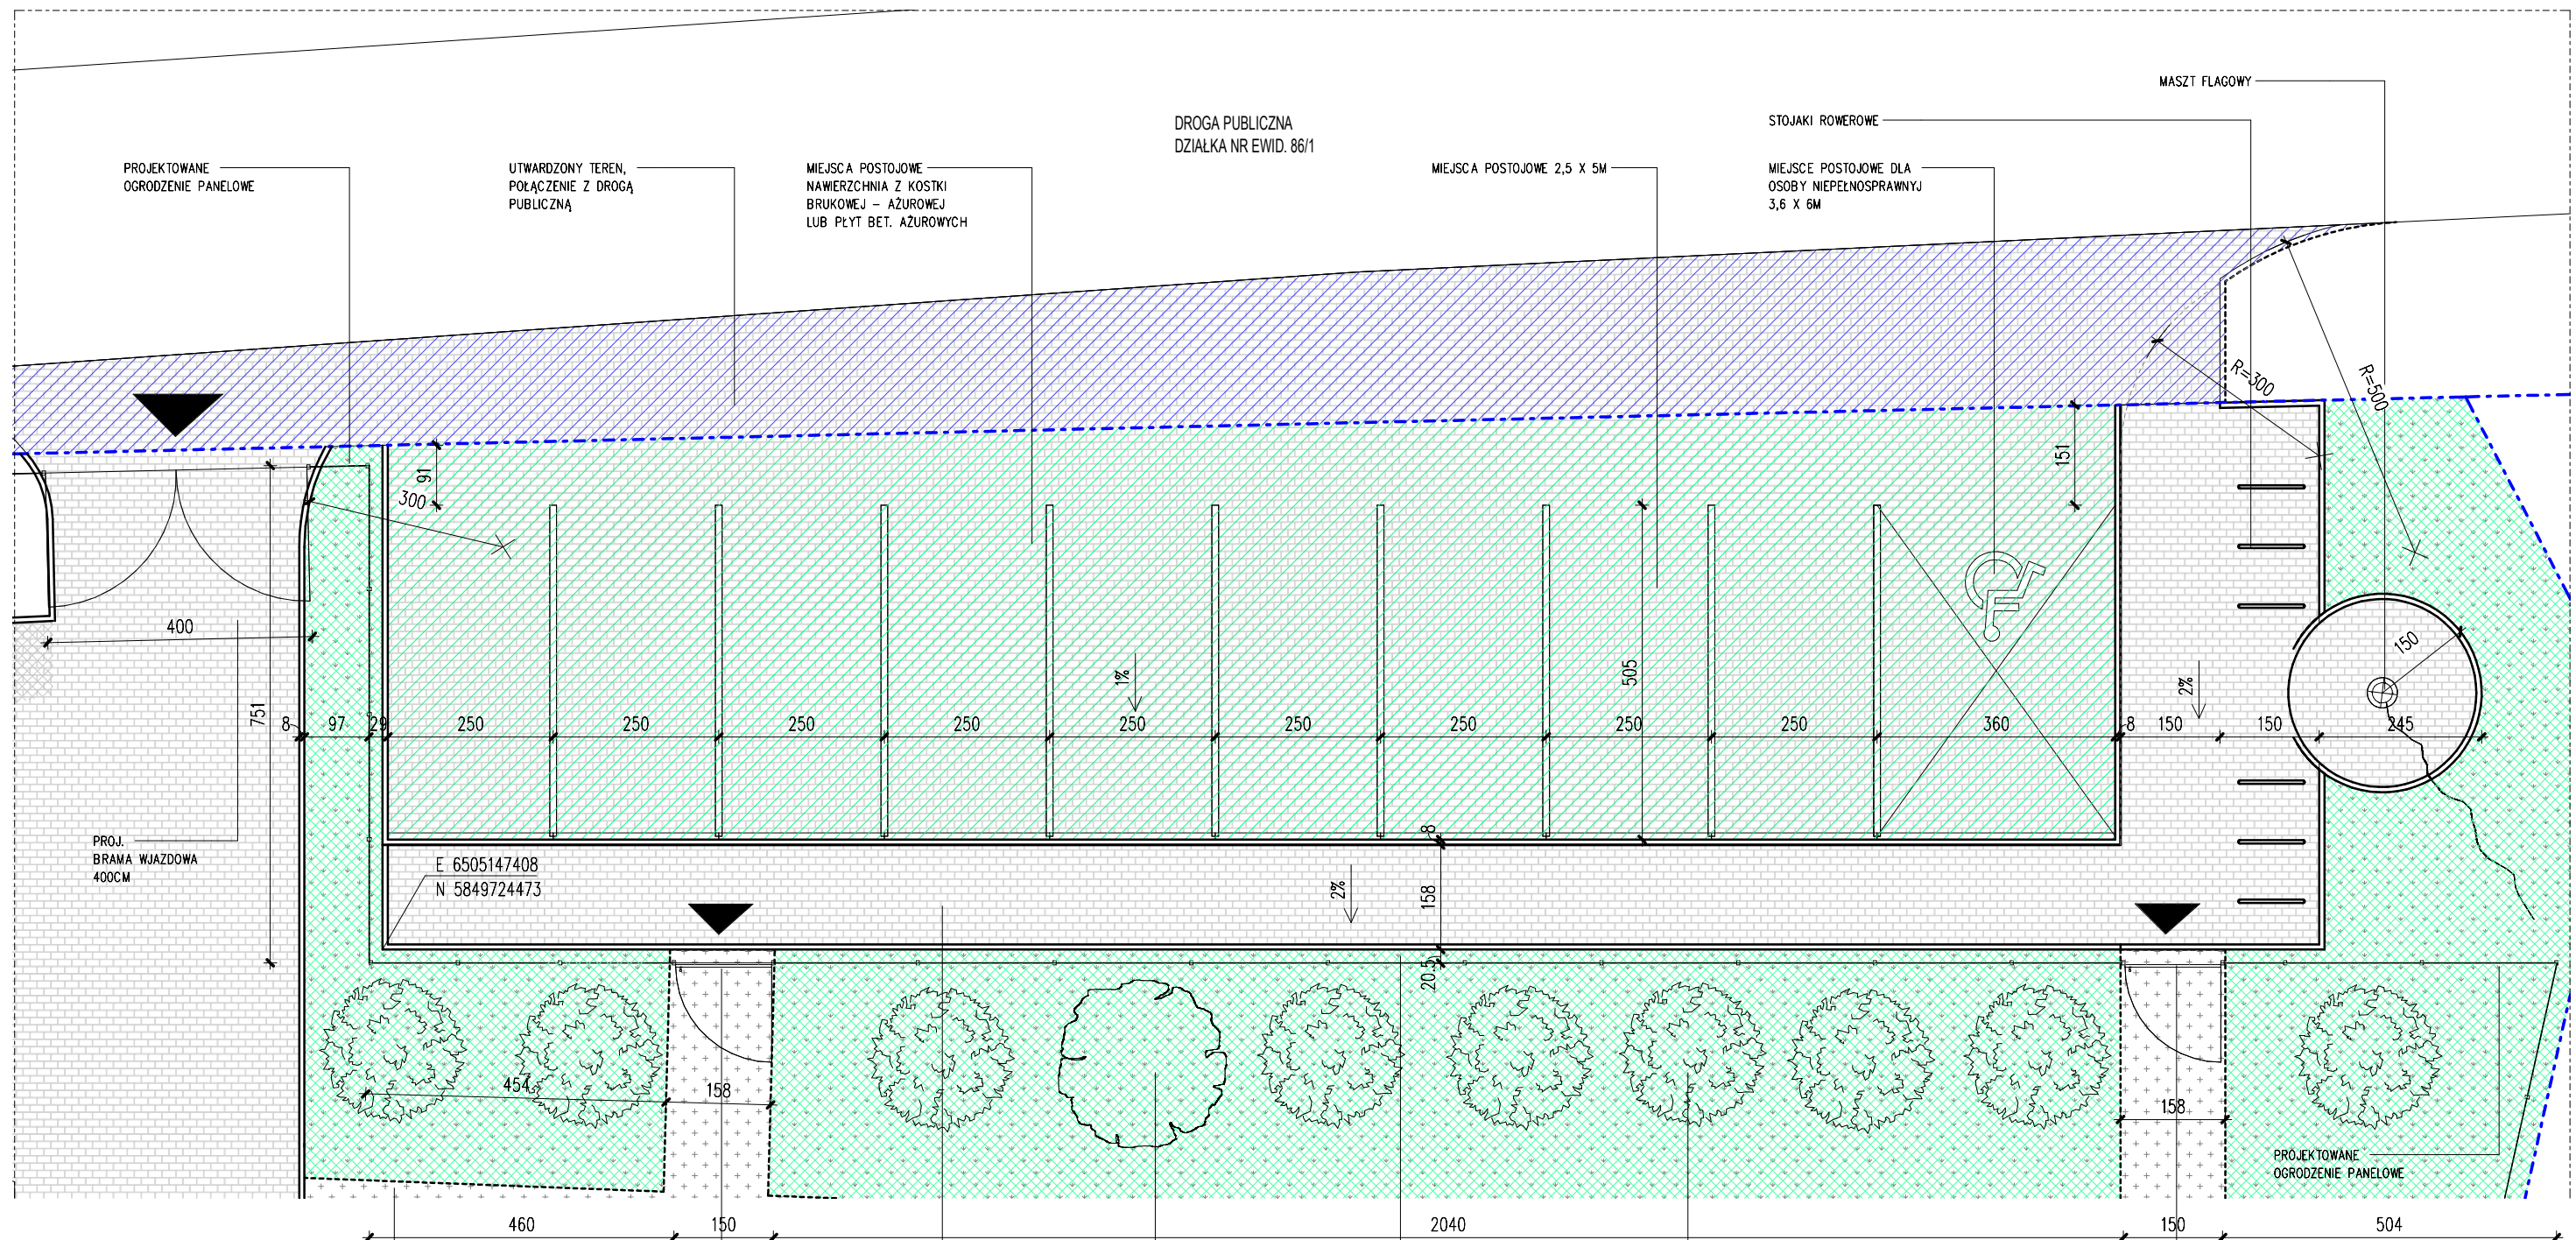 MASZT FLAGOWY
DROGA PUBLICZNA
DZIAŁKA NR EWID. 86/1
STOJAKI ROWEROWE
PROJEKTOWANE
OGRODZENIE PANELOWE
UTWARDZONY TEREN,
POŁĄCZENIE Z DROGĄ
PUBLICZNĄ
MIEJSCA POSTOJOWE
NAWIERZCHNIA Z KOSTKI
BRUKOWEJ – AŻUROWEJ
LUB PŁYT BET. AŻUROWYCH
MIEJSCA POSTOJOWE 2,5 X 5M
MIEJSCE POSTOJOWE DLA
OSOBY NIEPEŁNOSPRAWNYJ
3,6 X 6M
R=300
R=500
91
151
300
400
150
505
1%
2%
751
8
97
29
250
250
250
250
250
250
250
250
250
360
8
150
150
245
8
PROJ.
BRAMA WJAZDOWA
400CM
E 6505147408
N 5849724473
2%
158
20.5
454
158
158
PROJEKTOWANE
OGRODZENIE PANELOWE
460
150
2040
150
504